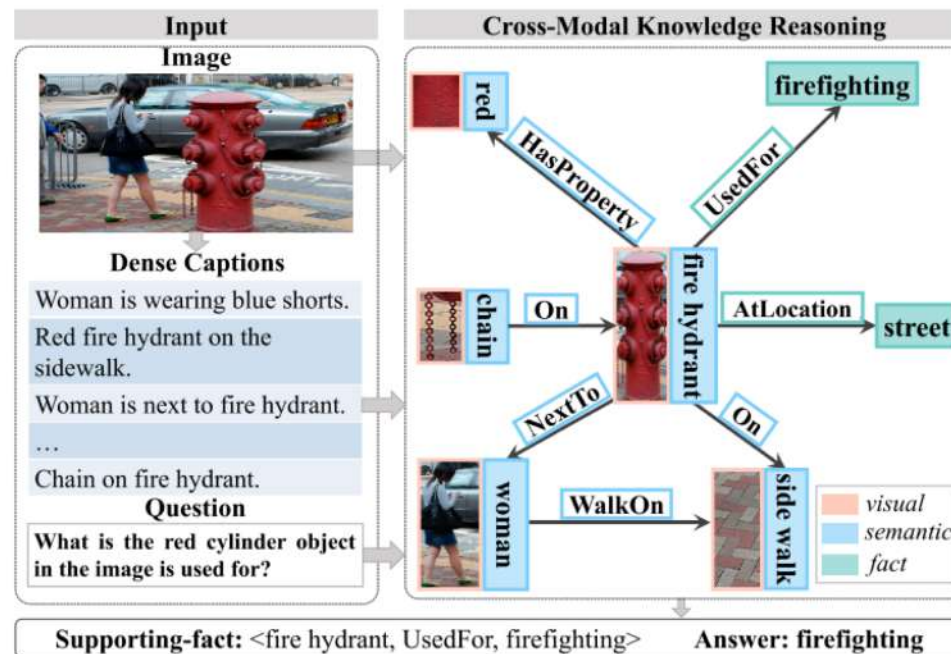 Input
Image
Dense Captions
Woman is wearing blue shorts.
Red fire hydrant on the
sidewalk.
Woman is next to fire hydrant.
...
Chain on fire hydrant.
Question
What is the red cylinder object
in the image is used for?
Cross-Modal Knowledge Reasoning
red
firefighting
HasProperty
UsedFor
chain
On
fire hydrant
AtLocation
street
NextTo
On
woman
WalkOn
side walk
visual
semantic
fact
Supporting-fact: <fire hydrant, UsedFor, firefighting> Answer: firefighting